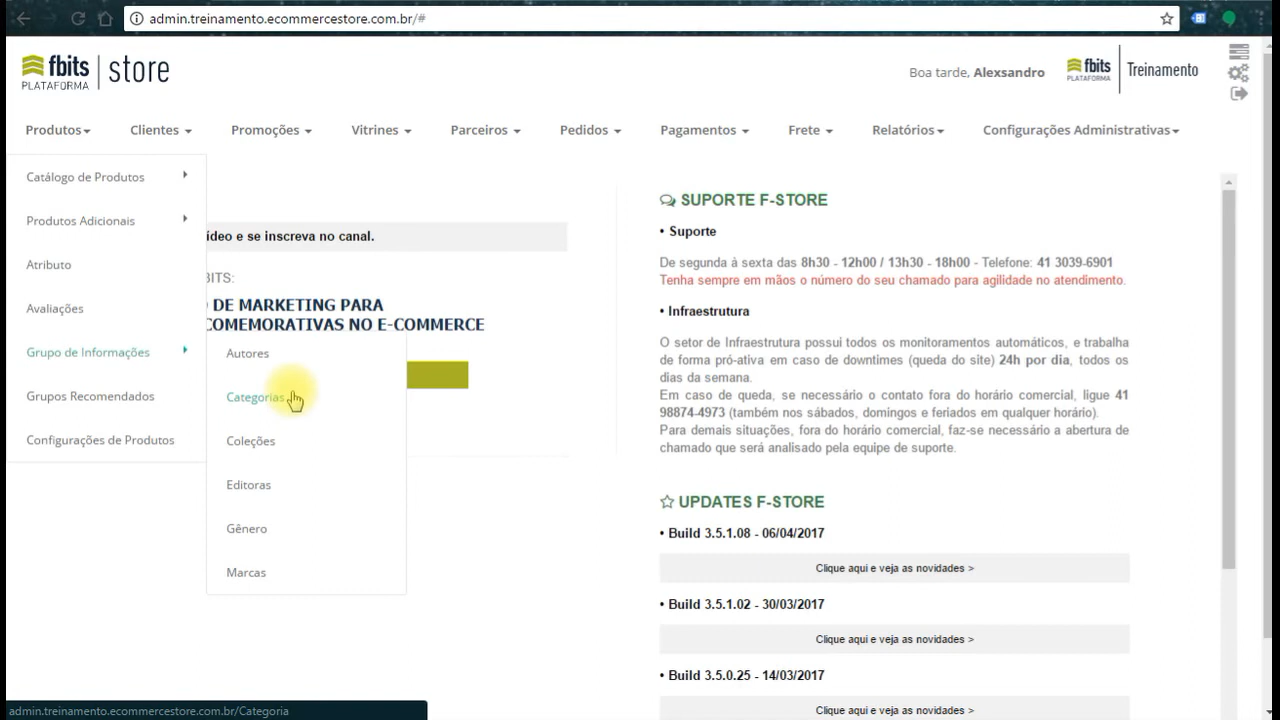 admin.treinamento.ecommercestore.com.br/#
fbits
PLATAFORMA
store
Boa tarde, Alexsandro
fbits
PLATAFORMA
Treinamento
Produtos
Clientes
Promoções
Vitrines
Parceiros
Pedidos
Pagamentos
Frete
Relatórios
Configurações Administrativas
Catálogo de Produtos
Produtos Adicionais
Atributo
Avaliações
Grupo de Informações
Grupos Recomendados
Configurações de Produtos
Autores
Categorias
Coleções
Editoras
Gênero
Marcas
ídeo e se inscreva no canal.
BITS:
DE MARKETING PARA
COMEMORATIVAS NO E-COMMERCE
SUPORTE F-STORE
• Suporte
De segunda à sexta das 8h30 - 12h00 / 13h30 - 18h00 - Telefone: 41 3039-6901
Tenha sempre em mãos o número do seu chamado para agilidade no atendimento.
• Infraestrutura
O setor de Infraestrutura possui todos os monitoramentos automáticos, e trabalha
de forma pró-ativa em caso de downtimes (queda do site) 24h por dia, todos os
dias da semana.
Em caso de queda, se necessário o contato fora do horário comercial, ligue 41
98874-4973 (também nos sábados, domingos e feriados em qualquer horário).
Para demais situações, fora do horário comercial, faz-se necessário a abertura de
chamado que será analisado pela equipe de suporte.
UPDATES F-STORE
• Build 3.5.1.08 - 06/04/2017
Clique aqui e veja as novidades >
• Build 3.5.1.02 - 30/03/2017
Clique aqui e veja as novidades >
• Build 3.5.0.25 - 14/03/2017
Clique aqui e veja as novidades >
admin.treinamento.ecommercestore.com.br/Categoria